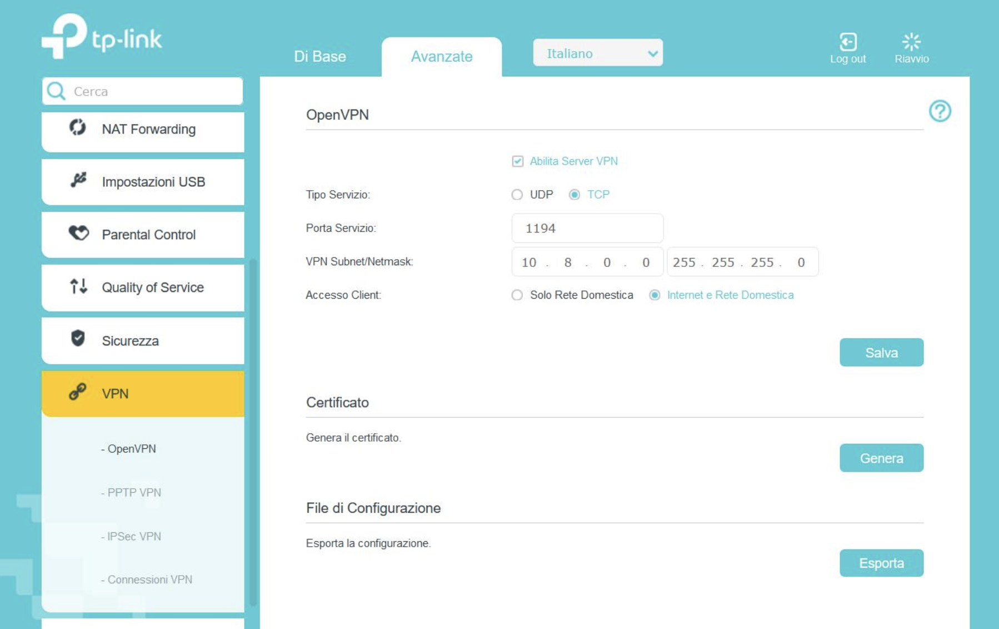 tp-link
Di Base
Avanzate
Italiano
Log out
Riavvio
Cerca
NAT Forwarding
Impostazioni USB
Parental Control
Quality of Service
Sicurezza
VPN
- OpenVPN
- PPTP VPN
- IPSec VPN
- Connessioni VPN
OpenVPN
Abilita Server VPN
Tipo Servizio: UDP TCP
Porta Servizio: 1194
VPN Subnet/Netmask: 10 . 8 . 0 . 0 255 . 255 . 255 . 0
Accesso Client: Solo Rete Domestica Internet e Rete Domestica
Salva
Certificato
Genera il certificato.
Genera
File di Configurazione
Esporta la configurazione.
Esporta